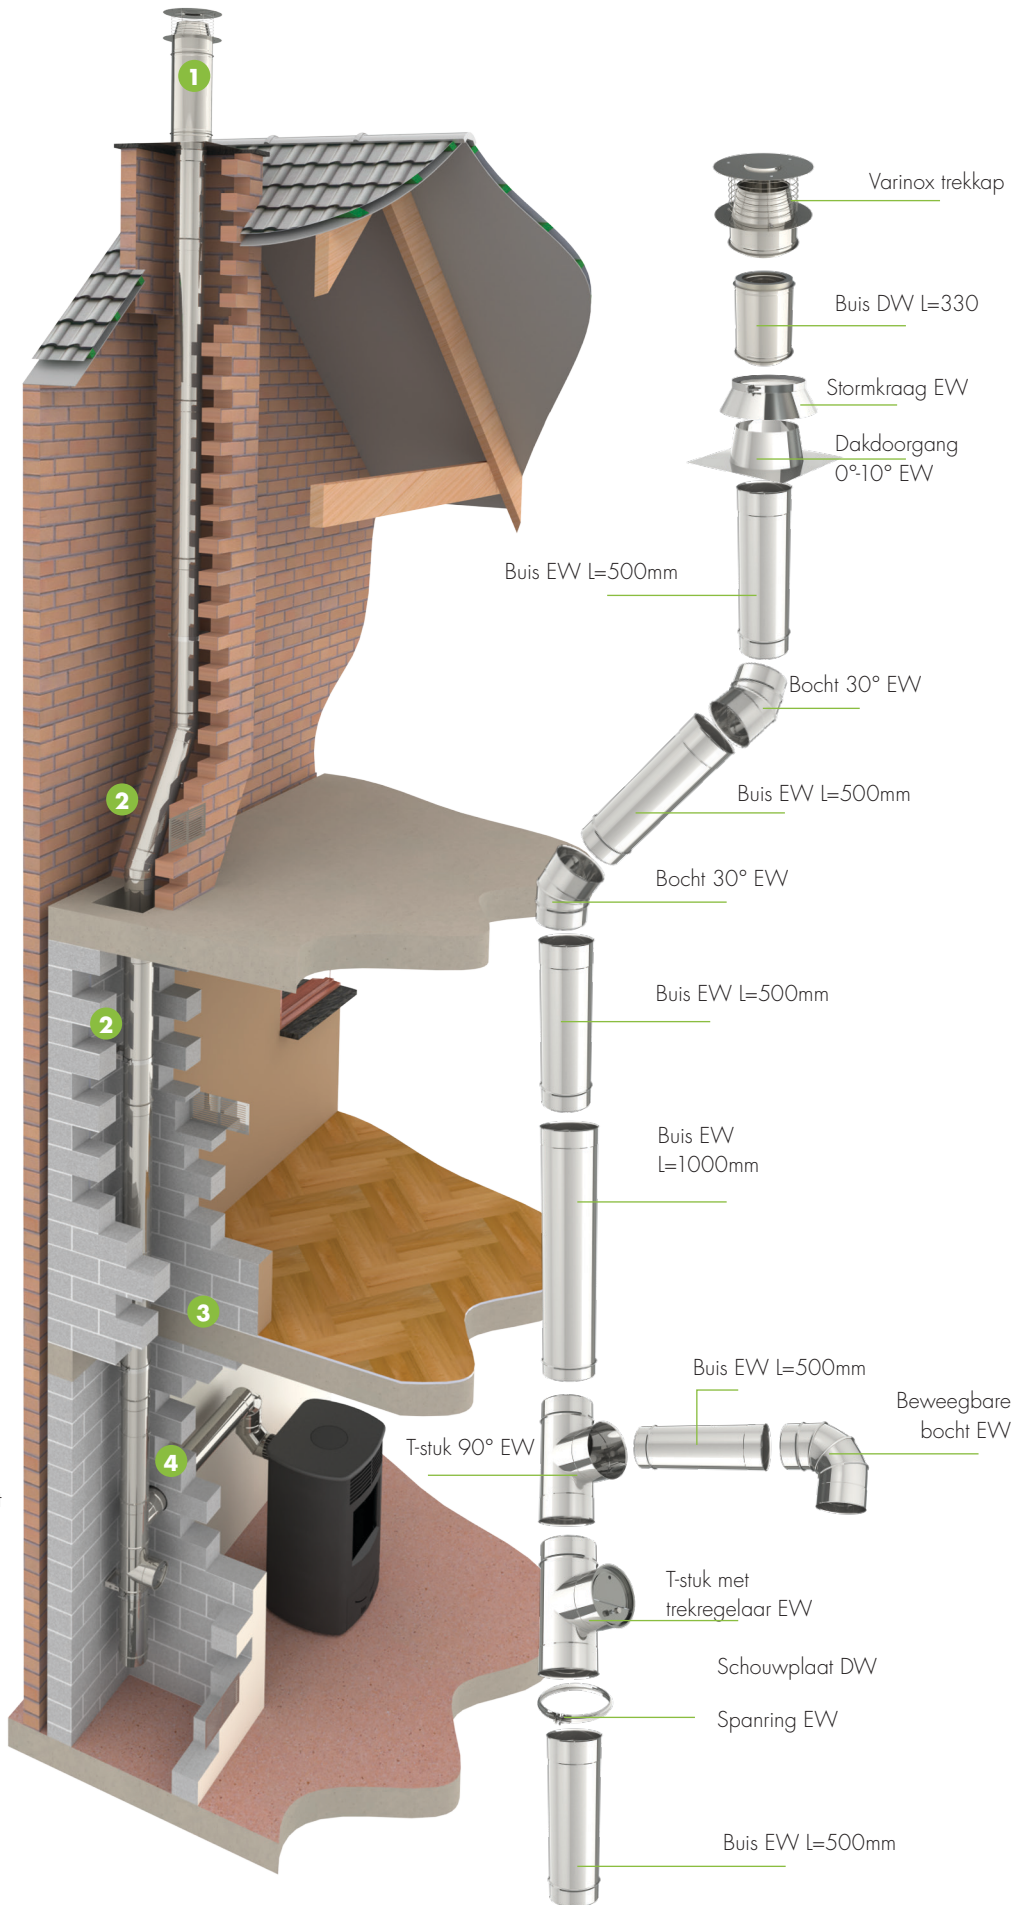 1
Varinox trekkap
Buis DW L=330
Stormkraag EW
Dakdoorgang
0°-10° EW
Buis EW L=500mm
Bocht 30° EW
2
Buis EW L=500mm
Bocht 30° EW
2
Buis EW L=500mm
Buis EW
L=1000mm
3
Buis EW L=500mm
Beweegbare
bocht EW
T-stuk 90° EW
4
T-stuk met
trekregelaar EW
Schouwplaat DW
Spanring EW
Buis EW L=500mm